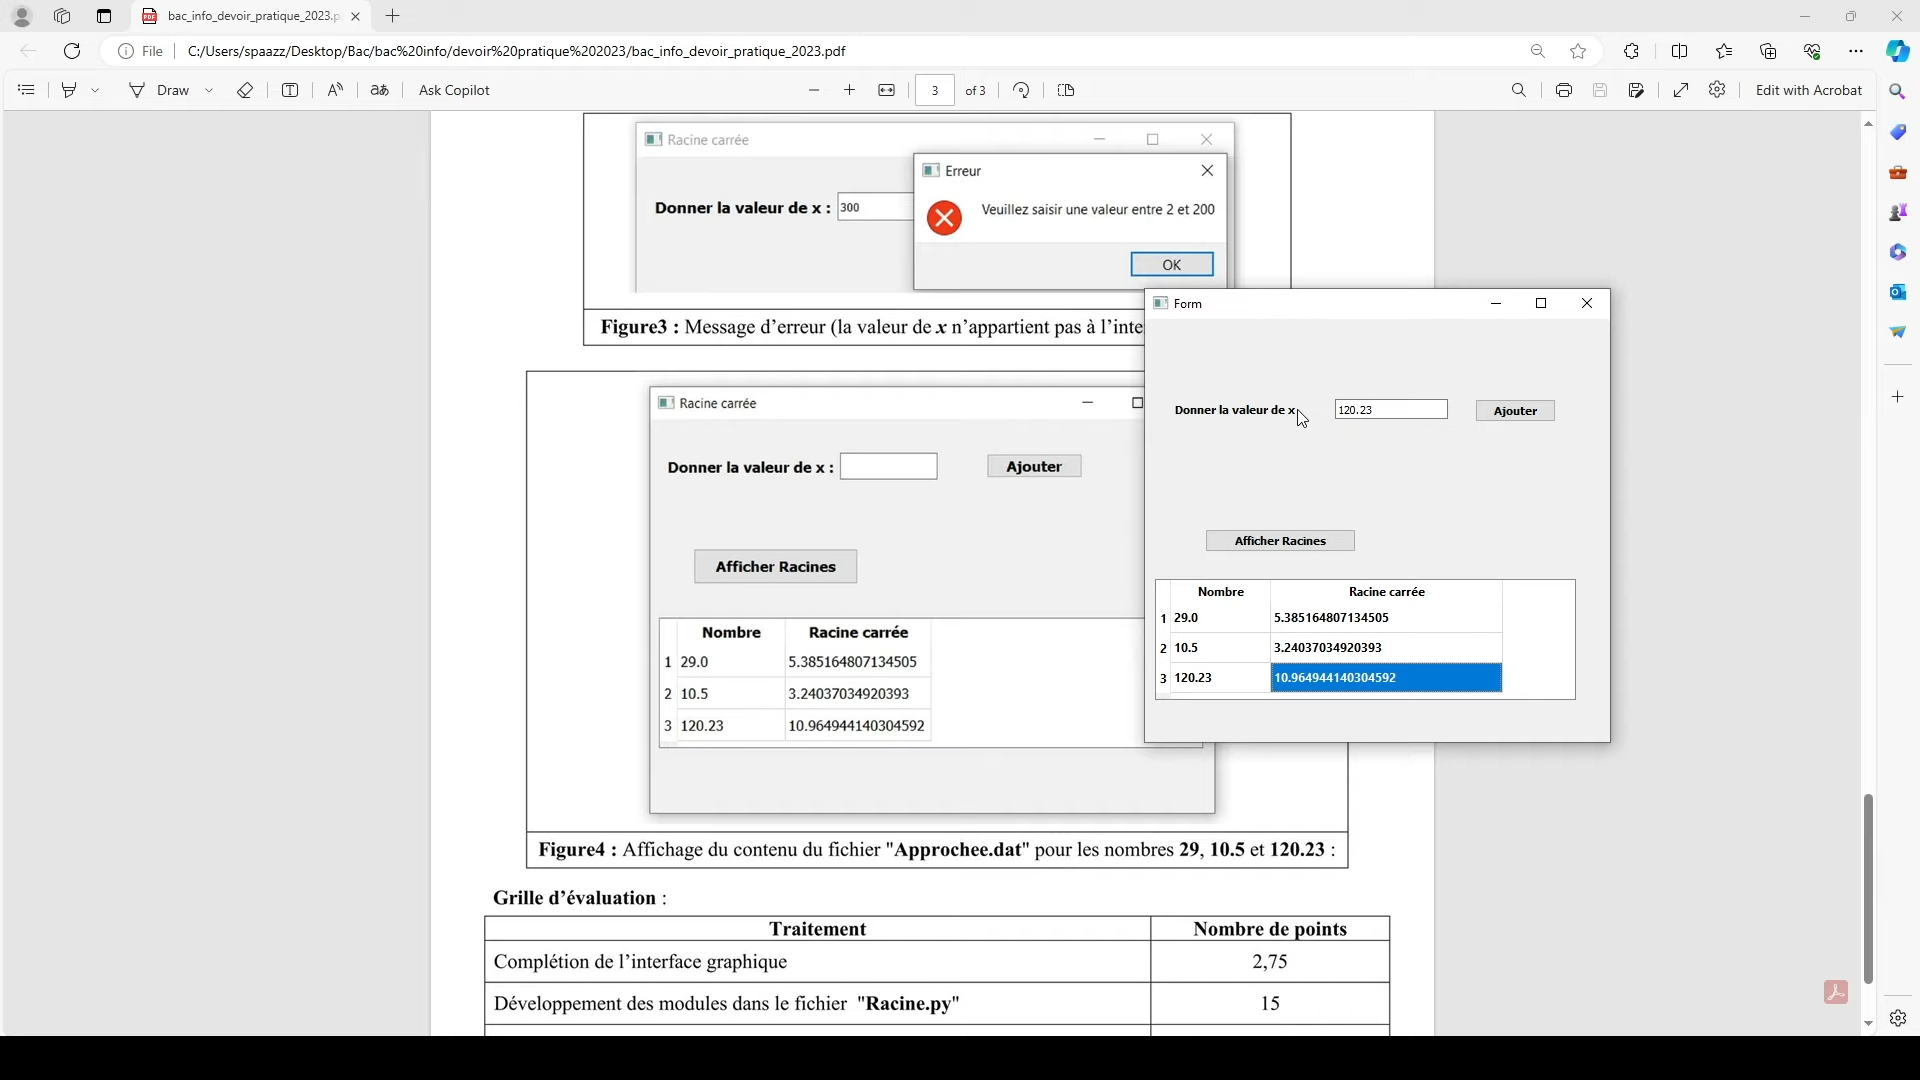 bac_info_devoir_pratique_2023.p
File
C:/Users/spaazz/Desktop/Bac/bac%20info/devoir%20pratique%202023/bac_info_devoir_pratique_2023.pdf
Draw
Ask Copilot
3
of 3
Edit with Acrobat
Racine carrée
Erreur
Donner la valeur de x :
300
Veuillez saisir une valeur entre 2 et 200
OK
Figure3 : Message d’erreur (la valeur de x n’appartient pas à l’inte
Racine carrée
Donner la valeur de x :
Ajouter
Afficher Racines
Nombre Racine carrée
1 29.0 5.385164807134505
2 10.5 3.24037034920393
3 120.23 10.964944140304592
Figure4 : Affichage du contenu du fichier "Approchee.dat" pour les nombres 29, 10.5 et 120.23 :
Form
Donner la valeur de x
120.23
Ajouter
Afficher Racines
Nombre Racine carrée
1 29.0 5.385164807134505
2 10.5 3.24037034920393
3 120.23 10.964944140304592
Grille d’évaluation :
Traitement Nombre de points
Complétion de l’interface graphique 2,75
Développement des modules dans le fichier "Racine.py" 15